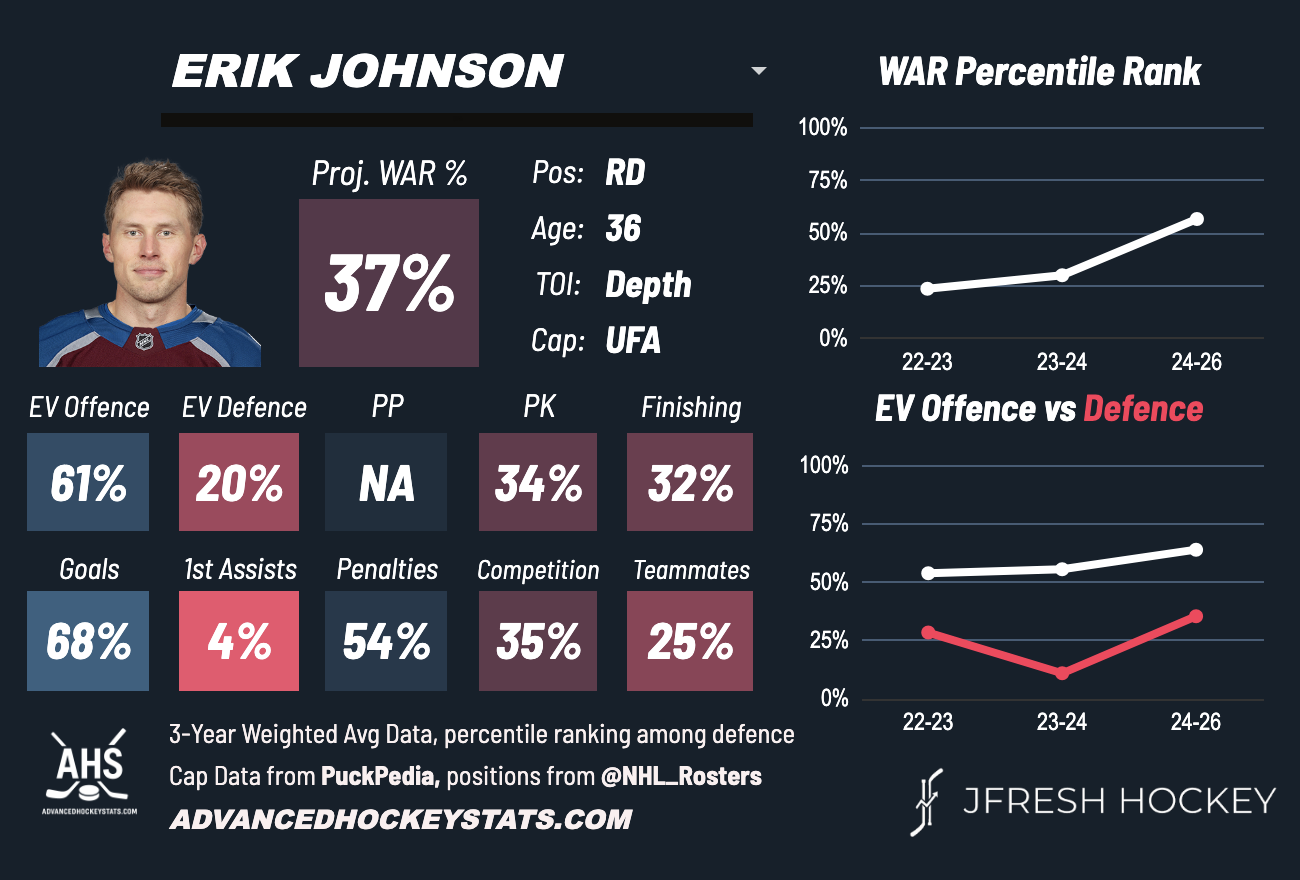 ERIK JOHNSON
Proj. WAR %
37%
Pos: RD
Age: 36
TOI: Depth
Cap: UFA
EV Offence EV Defence PP PK Finishing
61% 20% NA 34% 32%
Goals 1st Assists Penalties Competition Teammates
68% 4% 54% 35% 25%
WAR Percentile Rank
100%
75%
50%
25%
0%
22-23 23-24 24-26
EV Offence vs Defence
100%
75%
50%
25%
0%
22-23 23-24 24-26
AHS
ADVANCEDHOCKEYSTATS.COM
3-Year Weighted Avg Data, percentile ranking among defence
Cap Data from PuckPedia, positions from @NHL_Rosters
ADVANCEDHOCKEYSTATS.COM
JFRESH HOCKEY